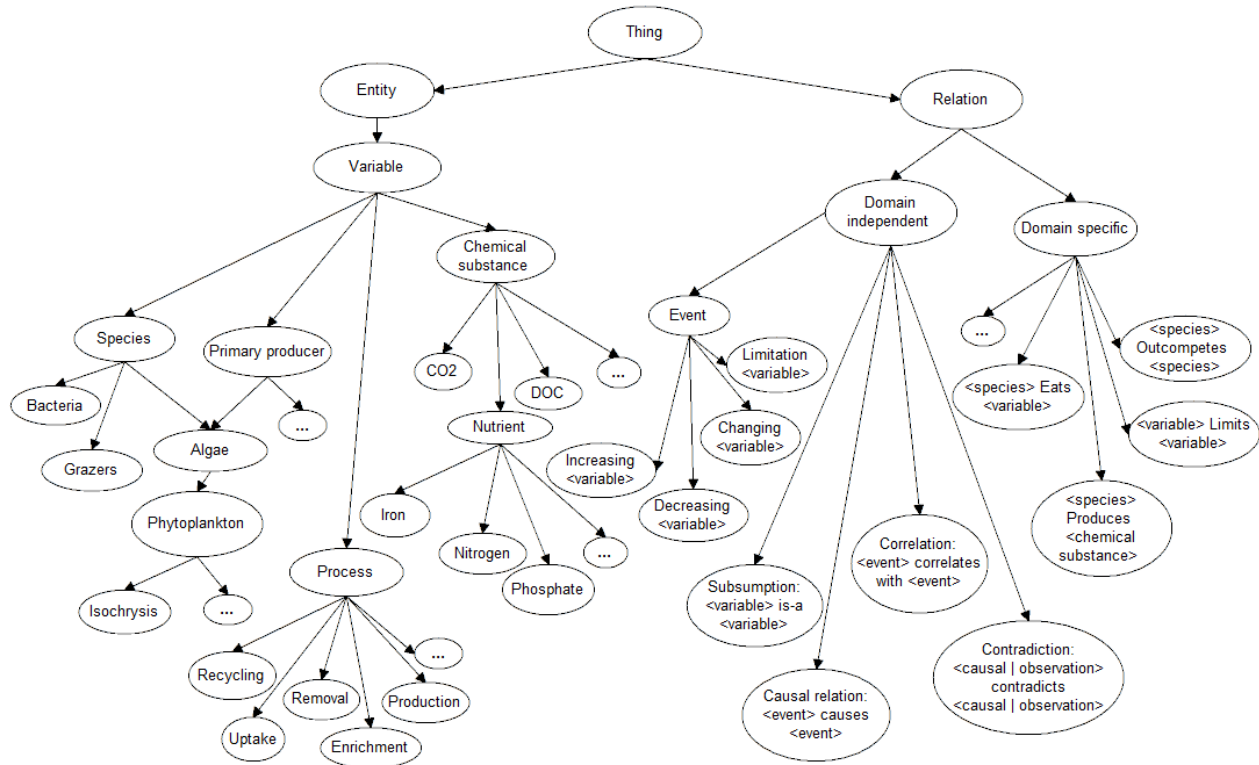 Thing
Entity
Relation
Variable
Domain
independent
Domain specific
Chemical
substance
Event
Species
Primary producer
Limitation
<variable>
...
<species>
Outcompetes
<species>
CO2
DOC
...
<species> Eats
<variable>
Bacteria
...
Nutrient
Changing
<variable>
<variable> Limits
<variable>
Grazers
Algae
Increasing
<variable>
Decreasing
<variable>
Iron
Phytoplankton
<species>
Produces
<chemical
substance>
Nitrogen
...
Correlation:
<event> correlates
with <event>
Process
Phosphate
Subsumption:
<variable> is-a
<variable>
Isochrysis
...
...
Recycling
Removal
Production
Contradiction:
<causal | observation>
contradicts
<causal | observation>
Causal relation:
<event> causes
<event>
Uptake
Enrichment